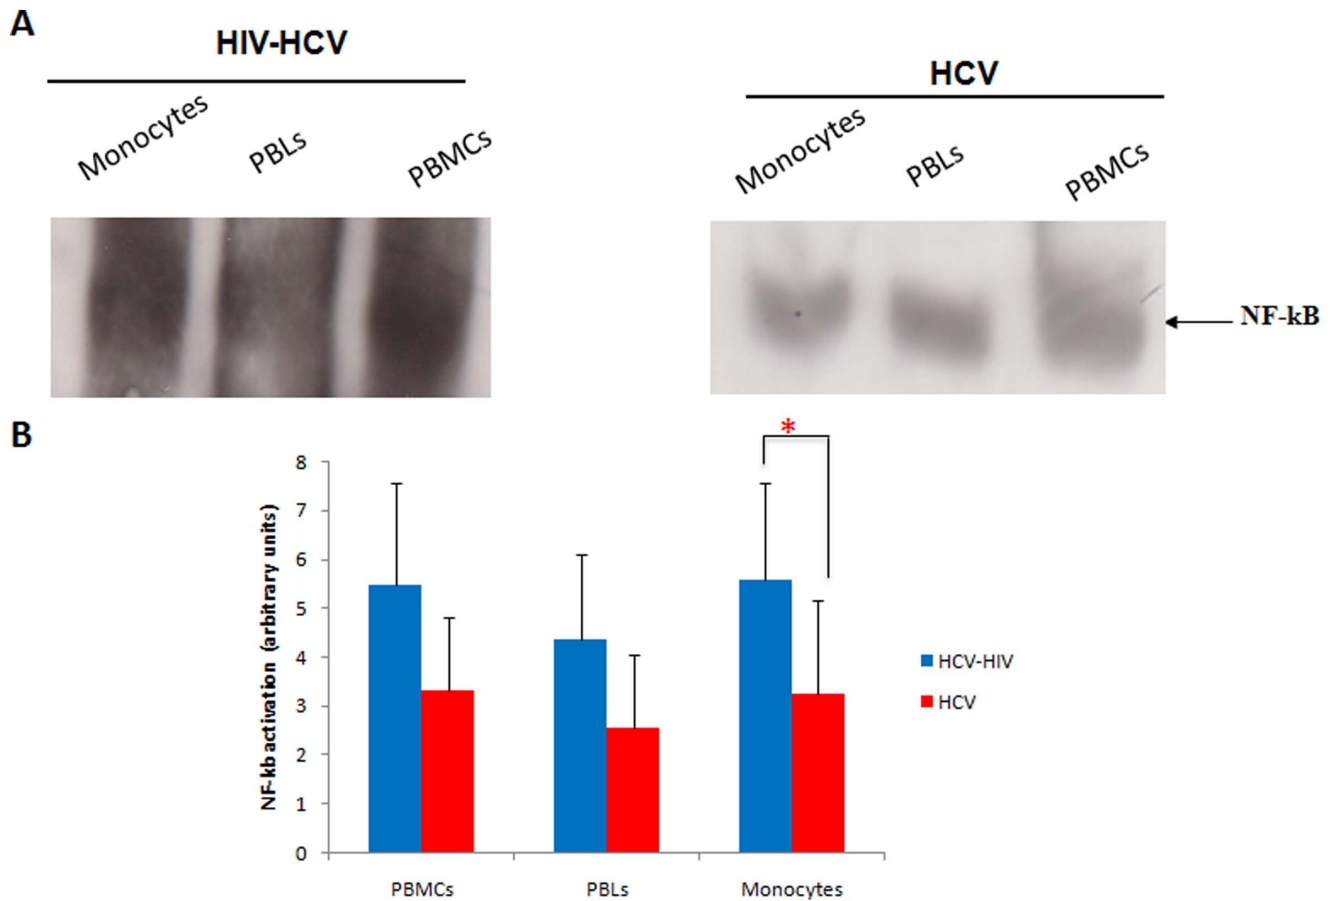 A
HIV-HCV
HCV
Monocytes
PBLs
PBMCs
Monocytes
PBLs
PBMCs
NF-kB
B
*
NF-kb activation (arbitrary units)
8
7
6
5
4
3
2
1
0
HCV-HIV
HCV
PBMCs
PBLs
Monocytes